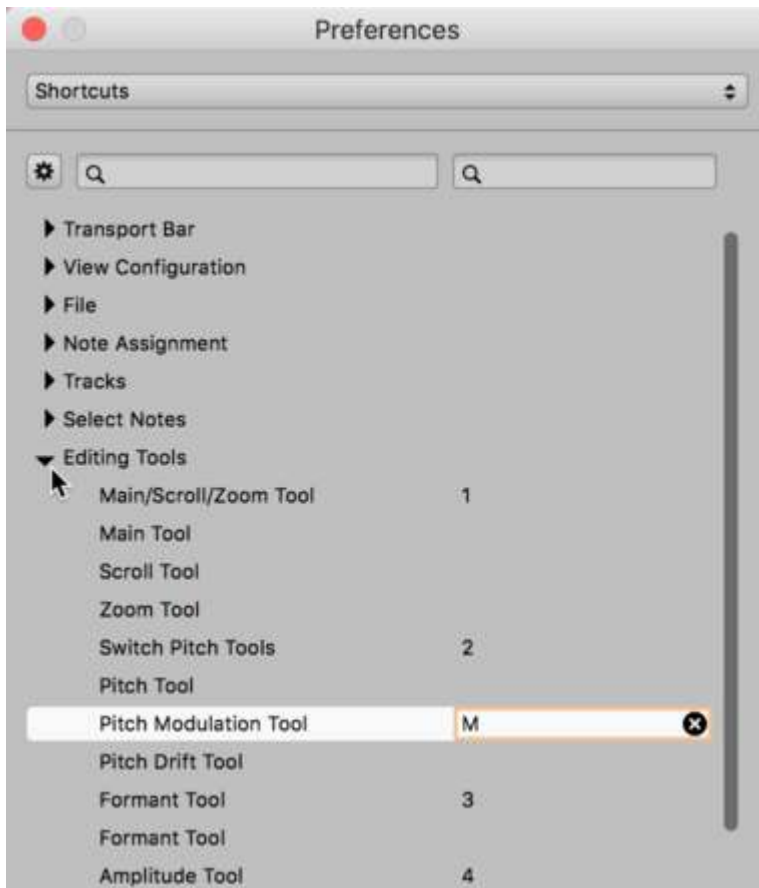 Preferences
Shortcuts
Transport Bar
View Configuration
File
Note Assignment
Tracks
Select Notes
Editing Tools
Main/Scroll/Zoom Tool 1
Main Tool
Scroll Tool
Zoom Tool
Switch Pitch Tools 2
Pitch Tool
Pitch Modulation Tool M
Pitch Drift Tool
Formant Tool 3
Formant Tool
Amplitude Tool 4